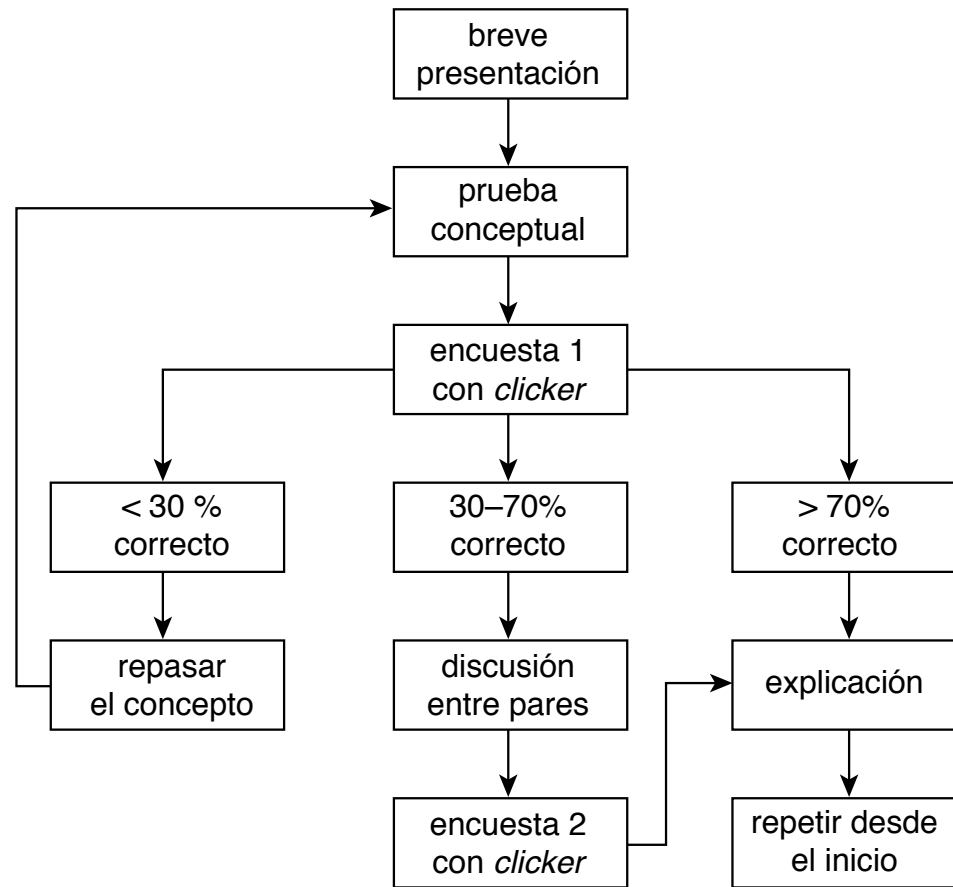 breve
presentación
prueba
conceptual
encuesta 1
con clicker
< 30 %
correcto
30–70%
correcto
> 70%
correcto
repasar
el concepto
discusión
entre pares
explicación
encuesta 2
con clicker
repetir desde
el inicio